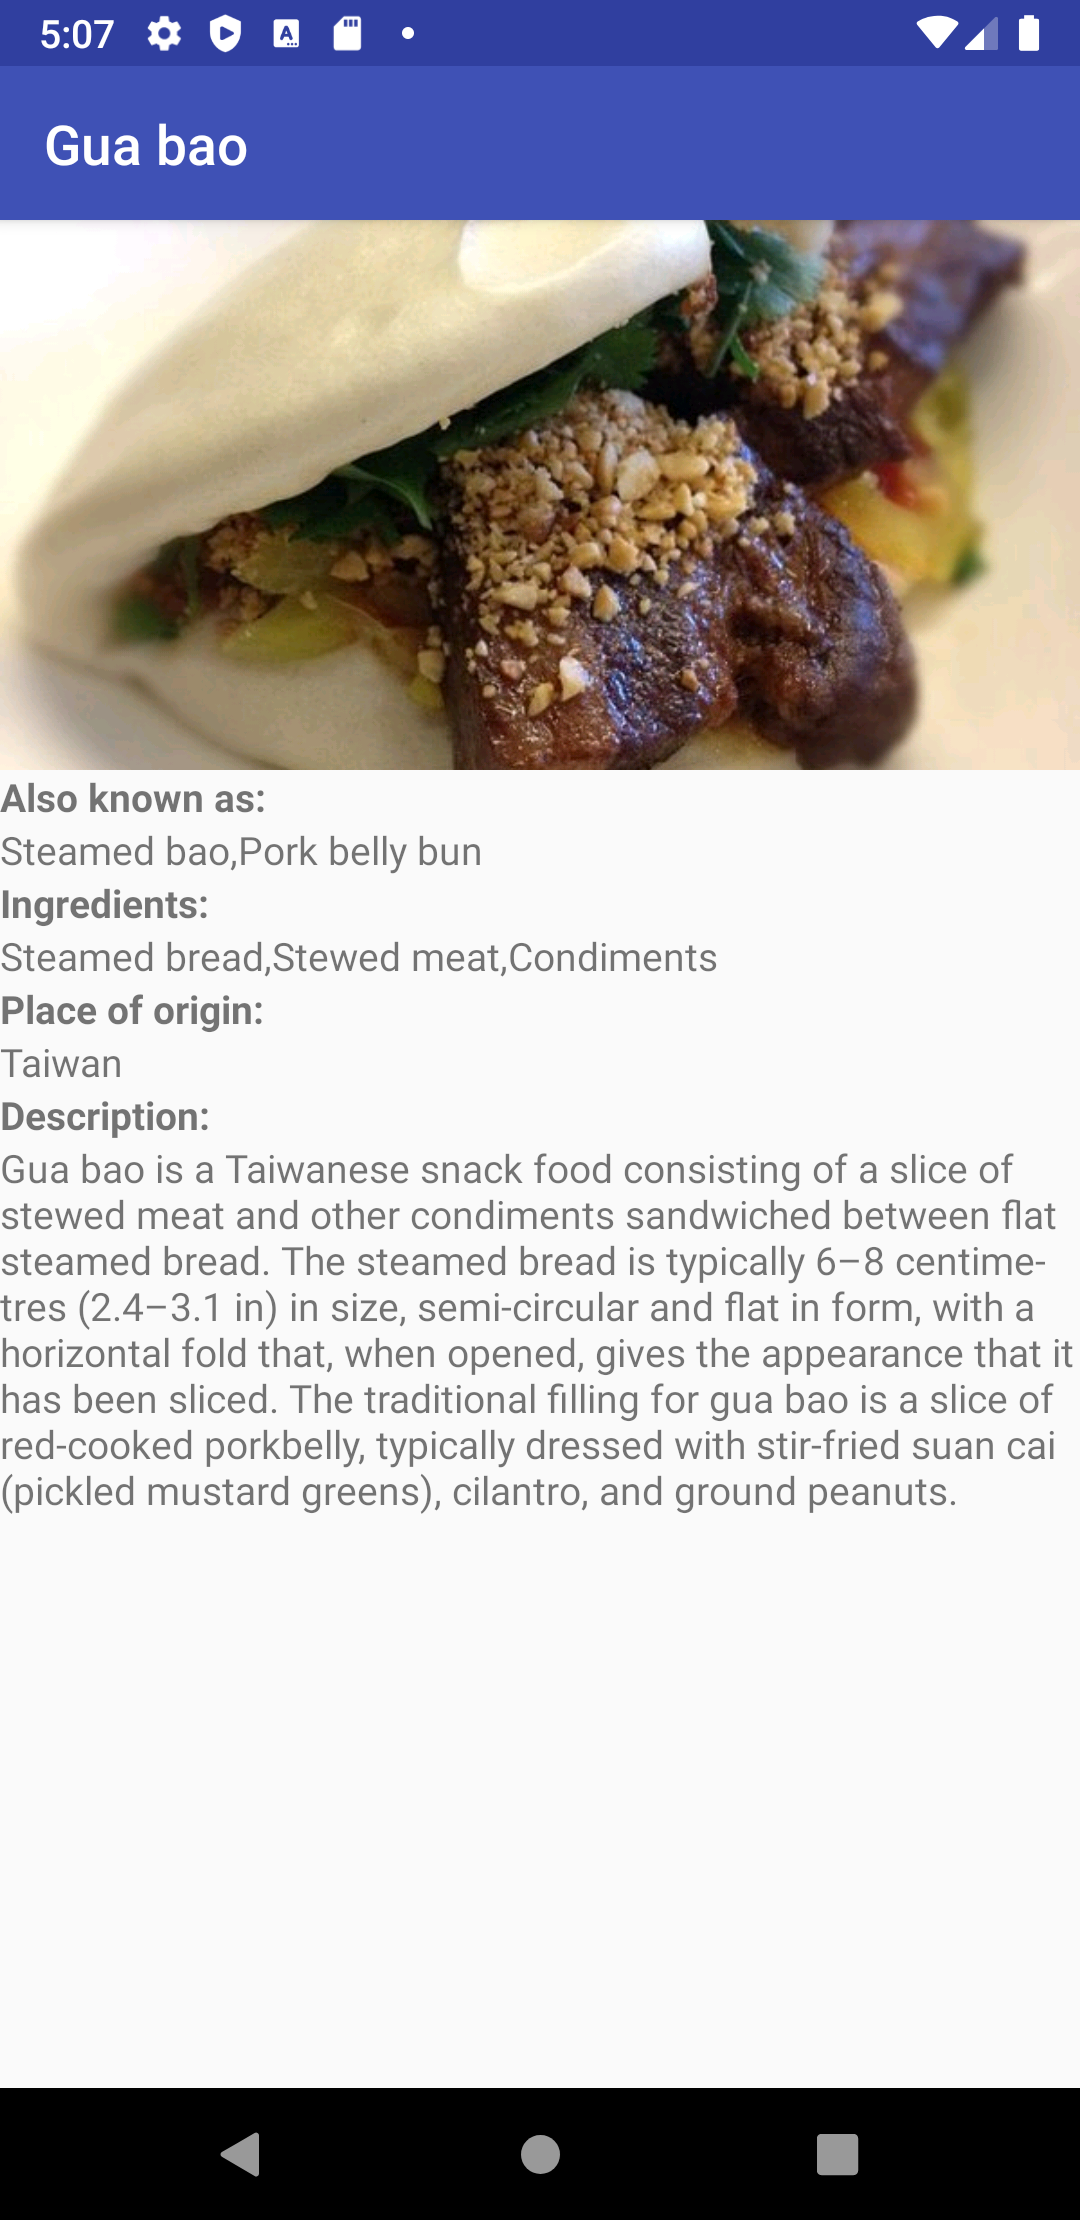 5:07
Gua bao
Also known as:
Steamed bao,Pork belly bun
Ingredients:
Steamed bread,Stewed meat,Condiments
Place of origin:
Taiwan
Description:
Gua bao is a Taiwanese snack food consisting of a slice of
stewed meat and other condiments sandwiched between flat
steamed bread. The steamed bread is typically 6–8 centime-
tres (2.4–3.1 in) in size, semi-circular and flat in form, with a
horizontal fold that, when opened, gives the appearance that it
has been sliced. The traditional filling for gua bao is a slice of
red-cooked porkbelly, typically dressed with stir-fried suan cai
(pickled mustard greens), cilantro, and ground peanuts.